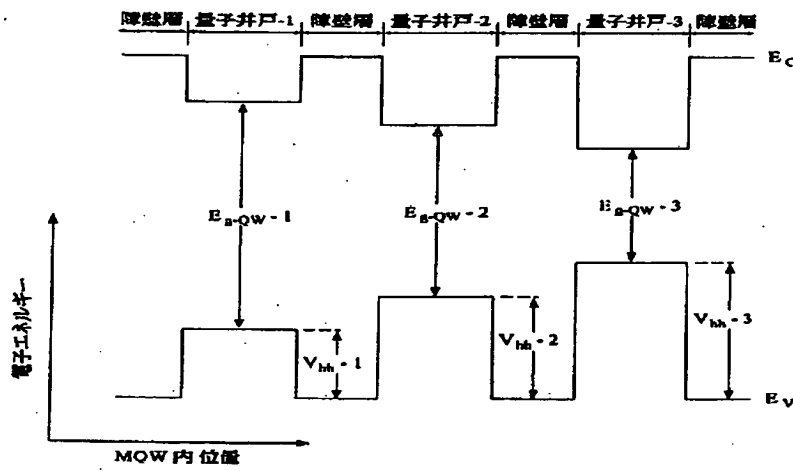 障壁層 量子井戸-1 障壁層 量子井戸-2 障壁層 量子井戸-3 障壁層
E_C
E_g-QW-1
E_g-QW-2
E_g-QW-3
V_hh-1
V_hh-2
V_hh-3
E_V
電子エネルギー
MQW内位置